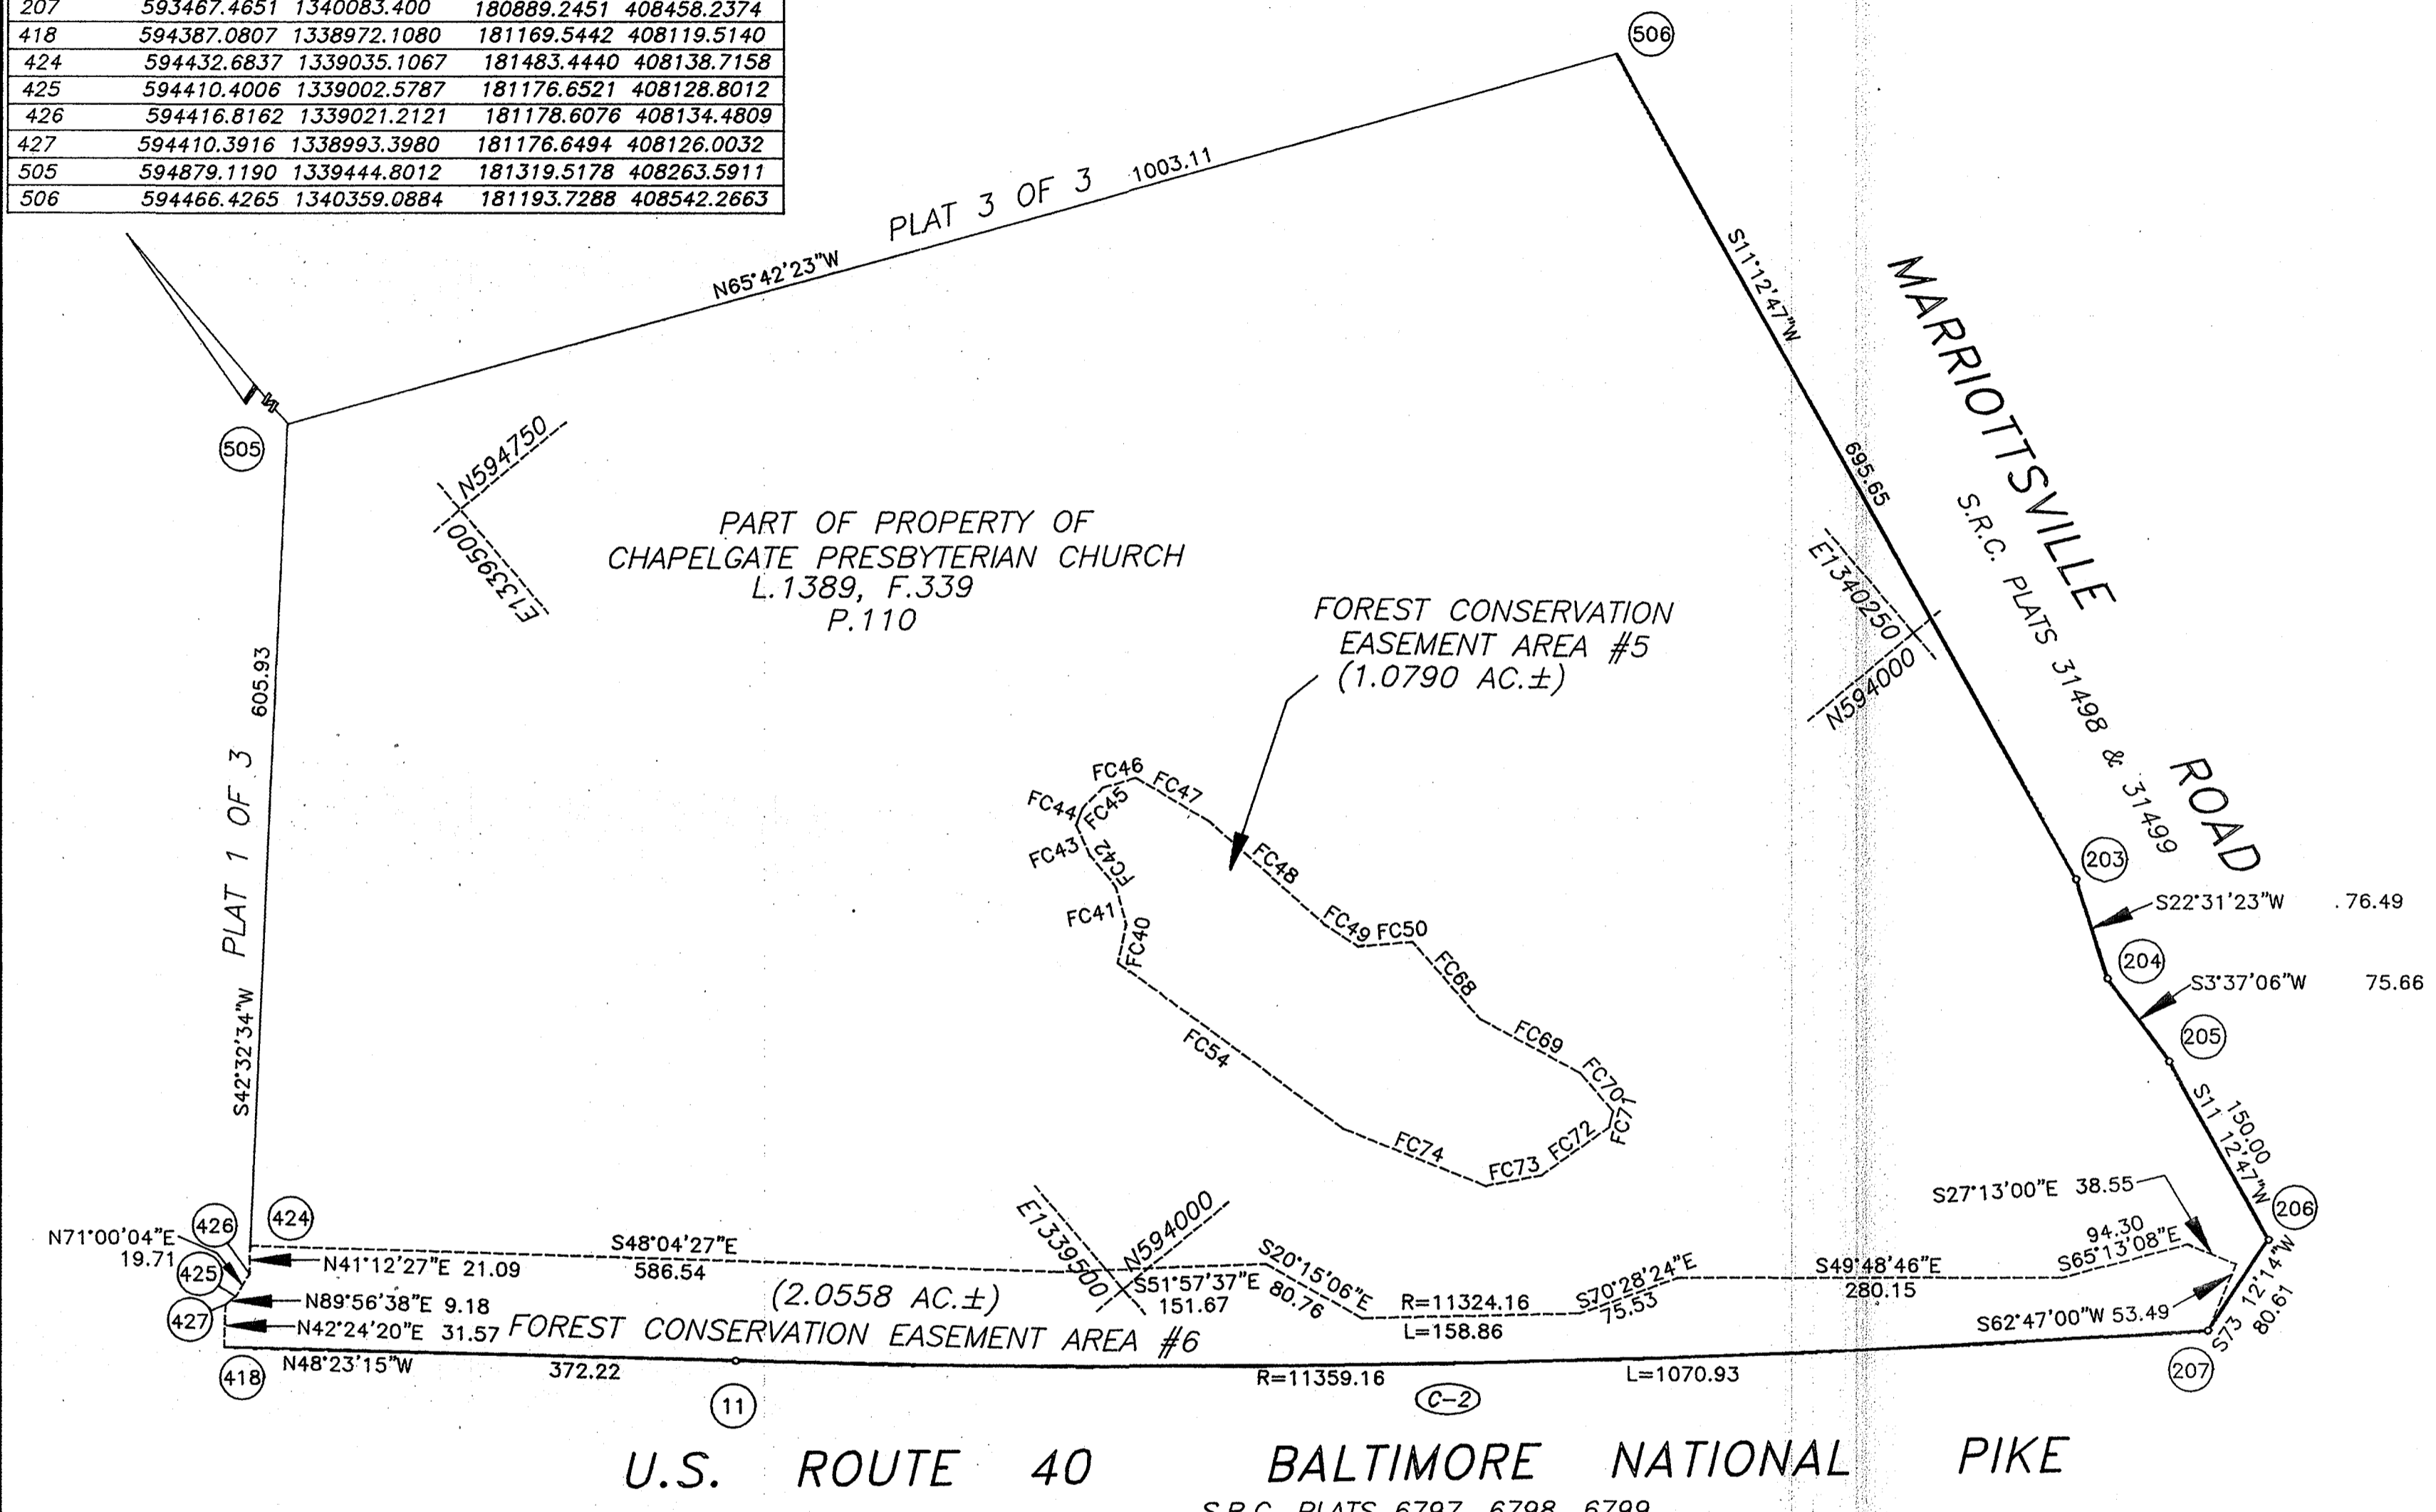 207 593467.4651 1340083.400 180889.2451 408458.2374
418 594387.0807 1338972.1080 181169.5442 408119.5140
424 594432.6837 1339035.1067 181483.4440 408138.7158
425 594410.4006 1339002.5787 181176.6521 408128.8012
426 594416.8162 1339021.2121 181178.6076 408134.4809
427 594410.3916 1338993.3980 181176.6494 408126.0032
505 594879.1190 1339444.8012 181319.5178 408263.5911
506 594466.4265 1340359.0884 181193.7288 408542.2663
506
N65°42'23"W PLAT 3 OF 3 1003.11
S11°12'47"W
695.65
MARRIOTTSVILLE
ROAD
S.R.C. PLATS 31498 & 31499
N
505
N594750
E1339500
PART OF PROPERTY OF
CHAPELGATE PRESBYTERIAN CHURCH
L.1389, F.339
P.110
FOREST CONSERVATION
EASEMENT AREA #5
(1.0790 AC.±)
E1340250
N594000
605.93
PLAT 1 OF 3
S42°32'34"W
FC46
FC47
FC44
FC45
FC43
FC42
FC48
FC41
FC40
FC49
FC50
FC68
FC54
FC69
FC70
FC71
FC72
FC74
FC73
203
S22°31'23"W 76.49
204
S3°37'06"W 75.66
205
150.00
S11 12'47"W
206
S27°13'00"E 38.55
94.30
S65°13'08"E
N71°00'04"E
19.71
426
424
425
427
N41°12'27"E 21.09
N89°56'38"E 9.18
N42°24'20"E 31.57
S48°04'27"E
586.54
E1339500
N594000
S51°57'37"E
151.67
S20°15'06"E
80.76
R=11324.16
L=158.86
S70°28'24"E
75.53
S49°48'46"E
280.15
S62°47'00"W 53.49
S73 12'14"W
80.61
(2.0558 AC.±)
FOREST CONSERVATION EASEMENT AREA #6
418
N48°23'15"W 372.22
11
R=11359.16
C-2
L=1070.93
207
U.S. ROUTE 40 BALTIMORE NATIONAL PIKE
S.R.C. PLATS 6797, 6798, 6799